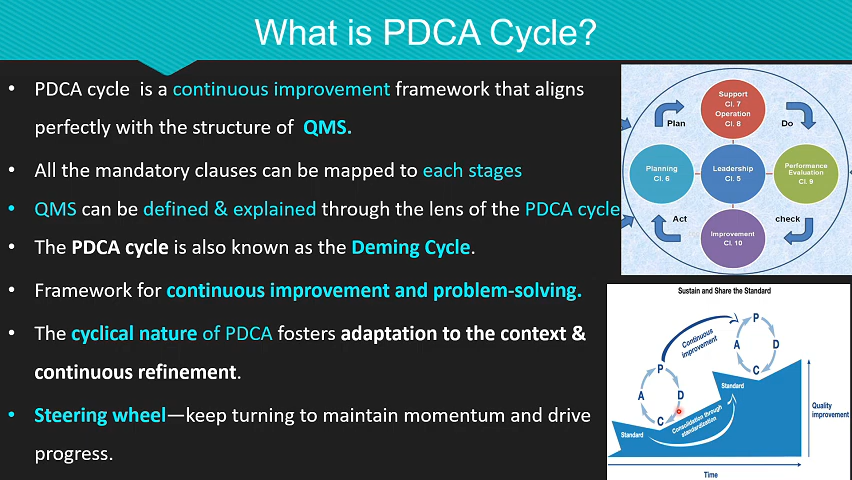 What is PDCA Cycle?
• PDCA cycle is a continuous improvement framework that aligns
perfectly with the structure of QMS.
• All the mandatory clauses can be mapped to each stages
• QMS can be defined & explained through the lens of the PDCA cycle
• The PDCA cycle is also known as the Deming Cycle.
• Framework for continuous improvement and problem-solving.
• The cyclical nature of PDCA fosters adaptation to the context &
continuous refinement.
• Steering wheel—keep turning to maintain momentum and drive
progress.
Support
Cl. 7
Operation
Cl. 8
Plan
Do
Planning
Cl. 6
Leadership
Cl. 5
Performance
Evaluation
Cl. 9
Act
check
Improvement
Cl. 10
Sustain and Share the Standard
Continuous
improvement
P
A
D
C
P
A
D
C
Standard
Consolidation through
standardization
Standard
Quality
improvement
Time